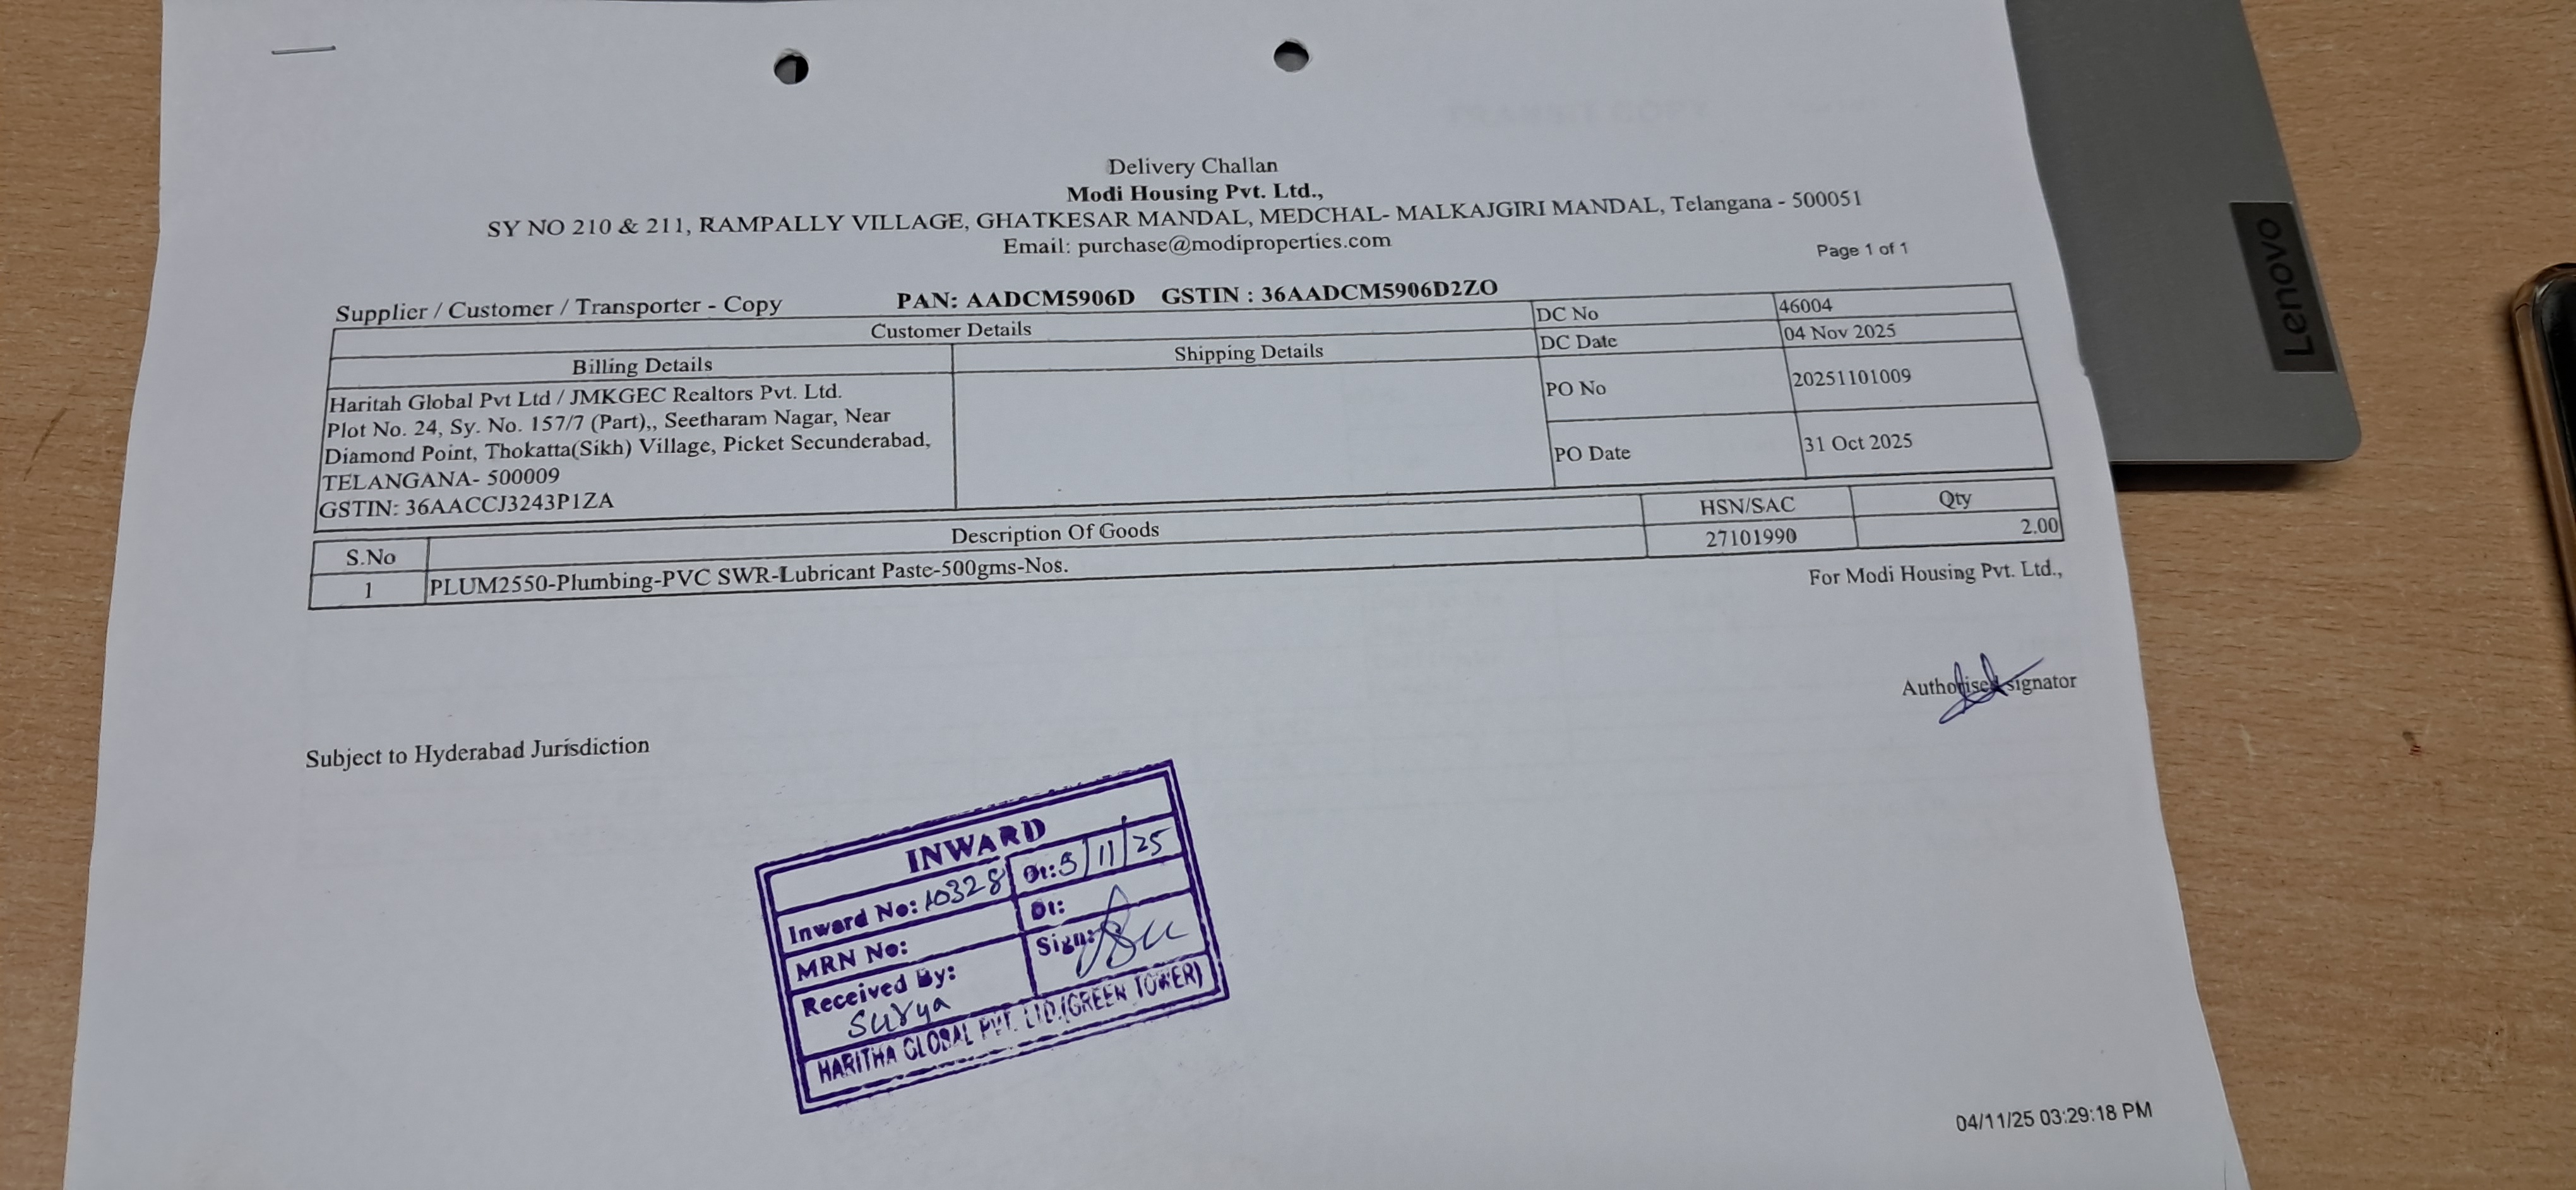 Delivery Challan
Modi Housing Pvt. Ltd.,
SY NO 210 & 211, RAMPALLY VILLAGE, GHATKESAR MANDAL, MEDCHAL- MALKAJGIRI MANDAL, Telangana - 500051
Email: purchase@modiproperties.com
Page 1 of 1
Supplier / Customer / Transporter - Copy PAN: AADCM5906D GSTIN : 36AADCM5906D2ZO
Customer Details
DC No 46004
DC Date 04 Nov 2025
Billing Details
Shipping Details
PO No 20251101009
PO Date 31 Oct 2025
Haritah Global Pvt Ltd / JMKGEC Realtors Pvt. Ltd.
Plot No. 24, Sy. No. 157/7 (Part),, Seetharam Nagar, Near
Diamond Point, Thokatta(Sikh) Village, Picket Secunderabad,
TELANGANA- 500009
GSTIN: 36AACCJ3243P1ZA
S.No Description Of Goods HSN/SAC Qty
1 PLUM2550-Plumbing-PVC SWR-Lubricant Paste-500gms-Nos. 27101990 2.00
For Modi Housing Pvt. Ltd.,
Authorised signator
Subject to Hyderabad Jurisdiction
INWARD
Inward No: 10328 Dt: 5/11/25
MRN No: Dt:
Received By: Sign:
Surya
HARITHA GLOBAL PVT. LTD.(GREEN TOWER)
04/11/25 03:29:18 PM
Lenovo